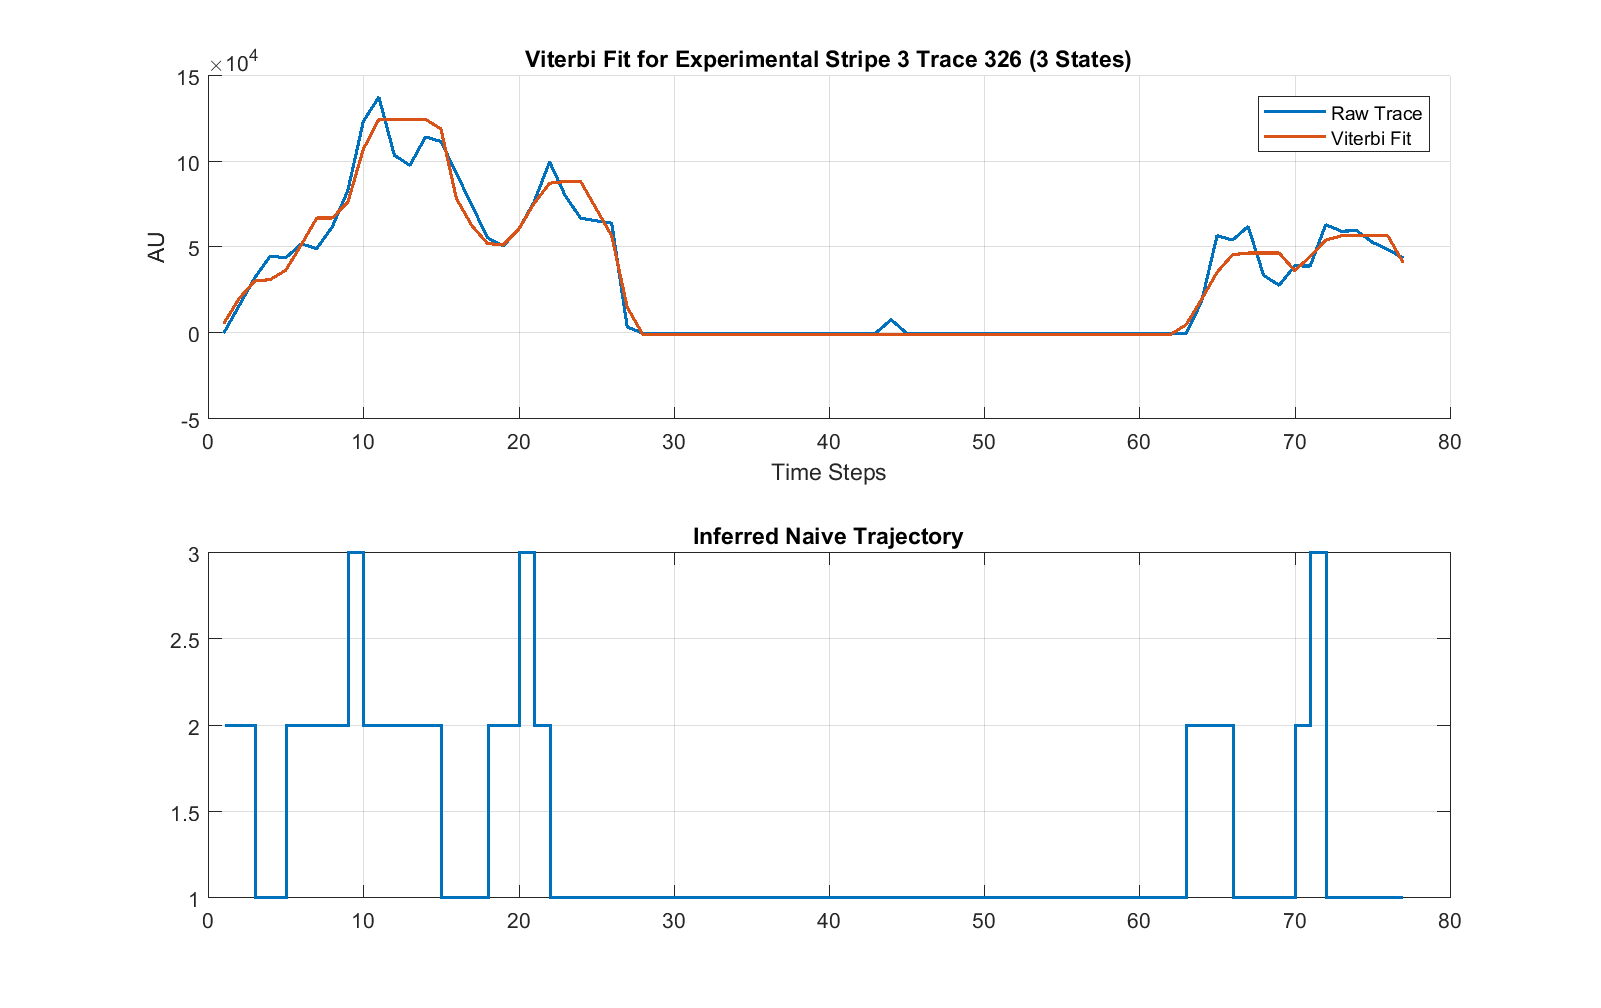 Viterbi Fit for Experimental Stripe 3 Trace 326 (3 States)
×10^4
15
10
5
0
-5
AU
Raw Trace
Viterbi Fit
0 10 20 30 40 50 60 70 80
Time Steps
Inferred Naive Trajectory
3
2.5
2
1.5
1
0 10 20 30 40 50 60 70 80